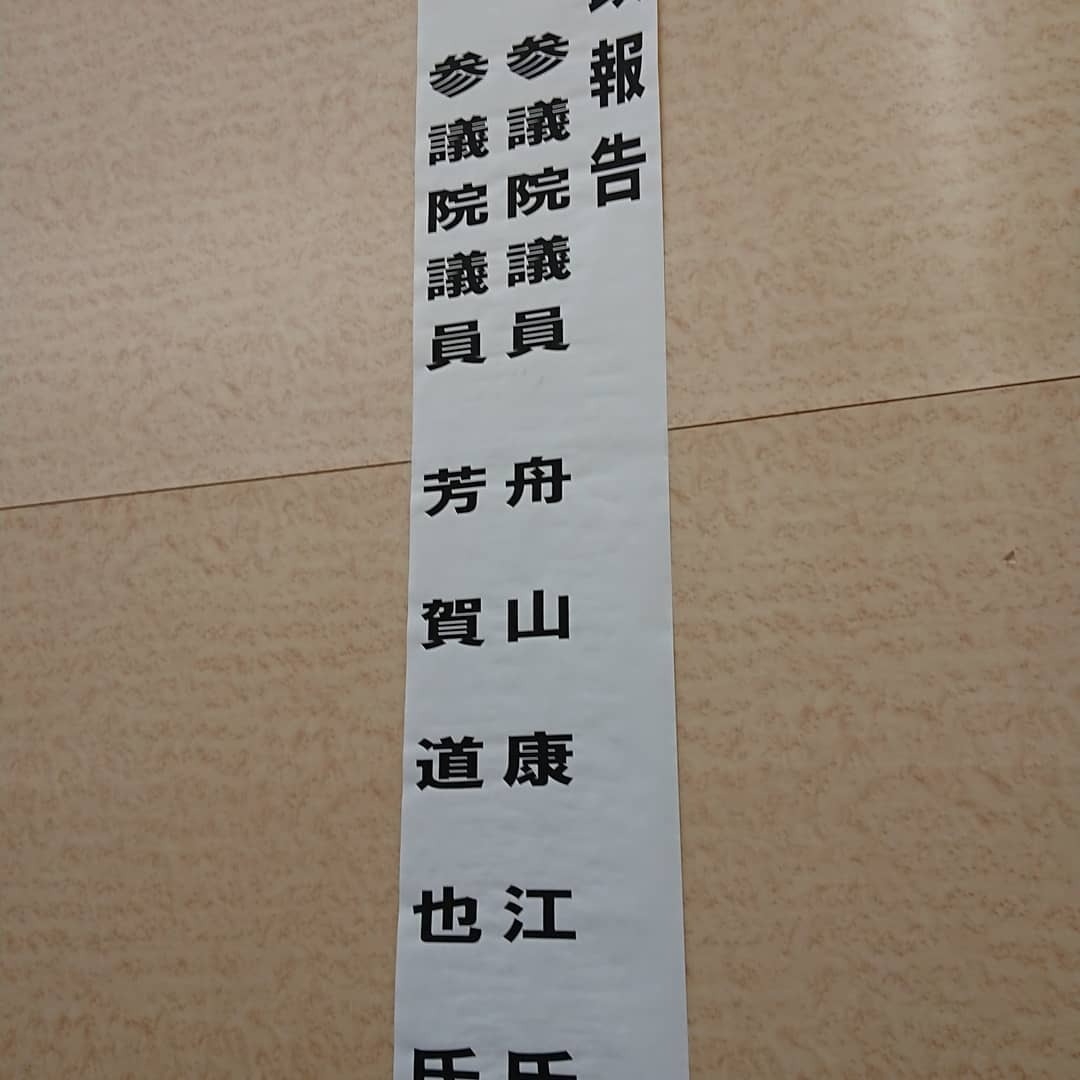 報告
参議院議員 舟山康江氏
参議院議員 芳賀道也氏